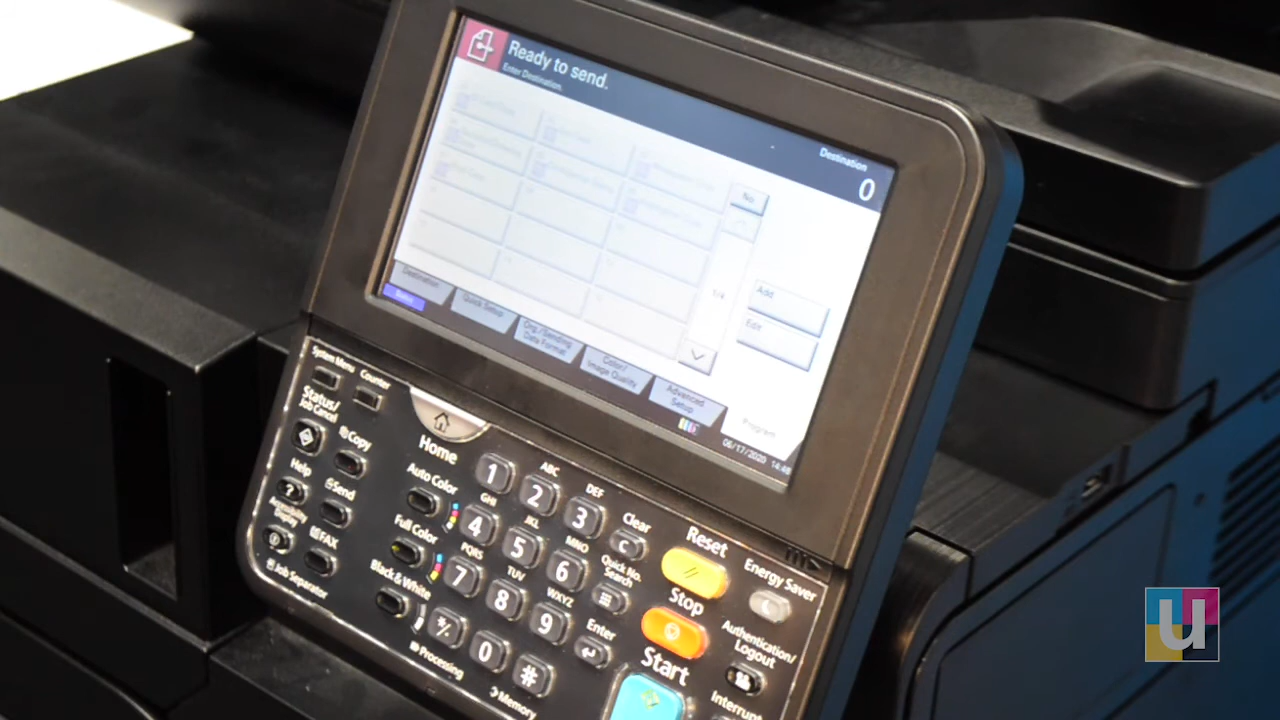 Ready to send.
Enter Destination.
Destination
0
No
1/4
Add
Edit
Destination
Quick Setup
Org./Sending
Data Format
Color/
Image Quality
Advanced
Setup
Program
06/17/2020 14:48
System Menu
Counter
Status/
Job Cancel
Copy
Home
Help
Send
Auto Color
Accessibility
Display
FAX
Full Color
Job Separator
Black & White
1
ABC
2
DEF
3
GHI
4
JKL
5
MNO
6
PQRS
7
TUV
8
WXYZ
9
*/.
0
#
Clear
C
Quick No.
Search
Enter
Reset
Stop
Start
Energy Saver
Authentication/
Logout
Interrupt
Processing
Memory
u